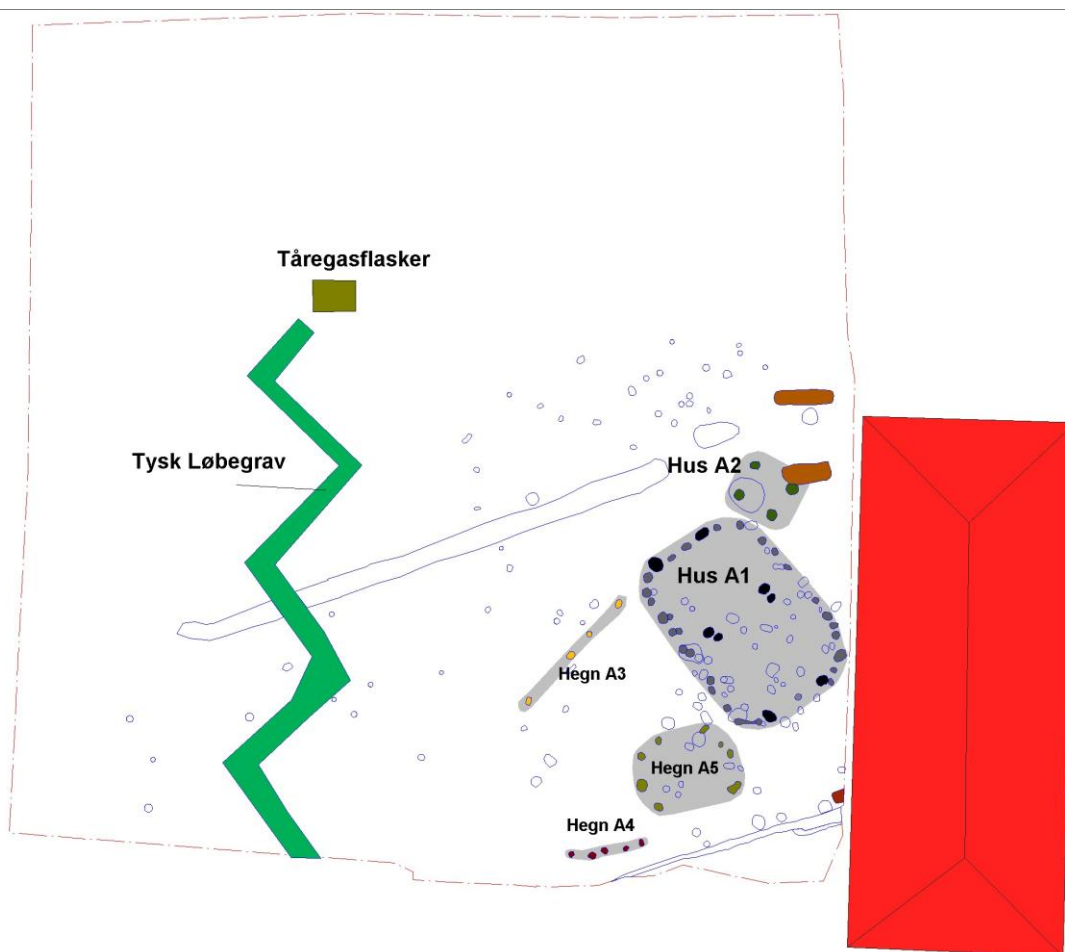 Tåregasflasker
Tysk Løbegrav
Hus A2
Hus A1
Hegn A3
Hegn A5
Hegn A4